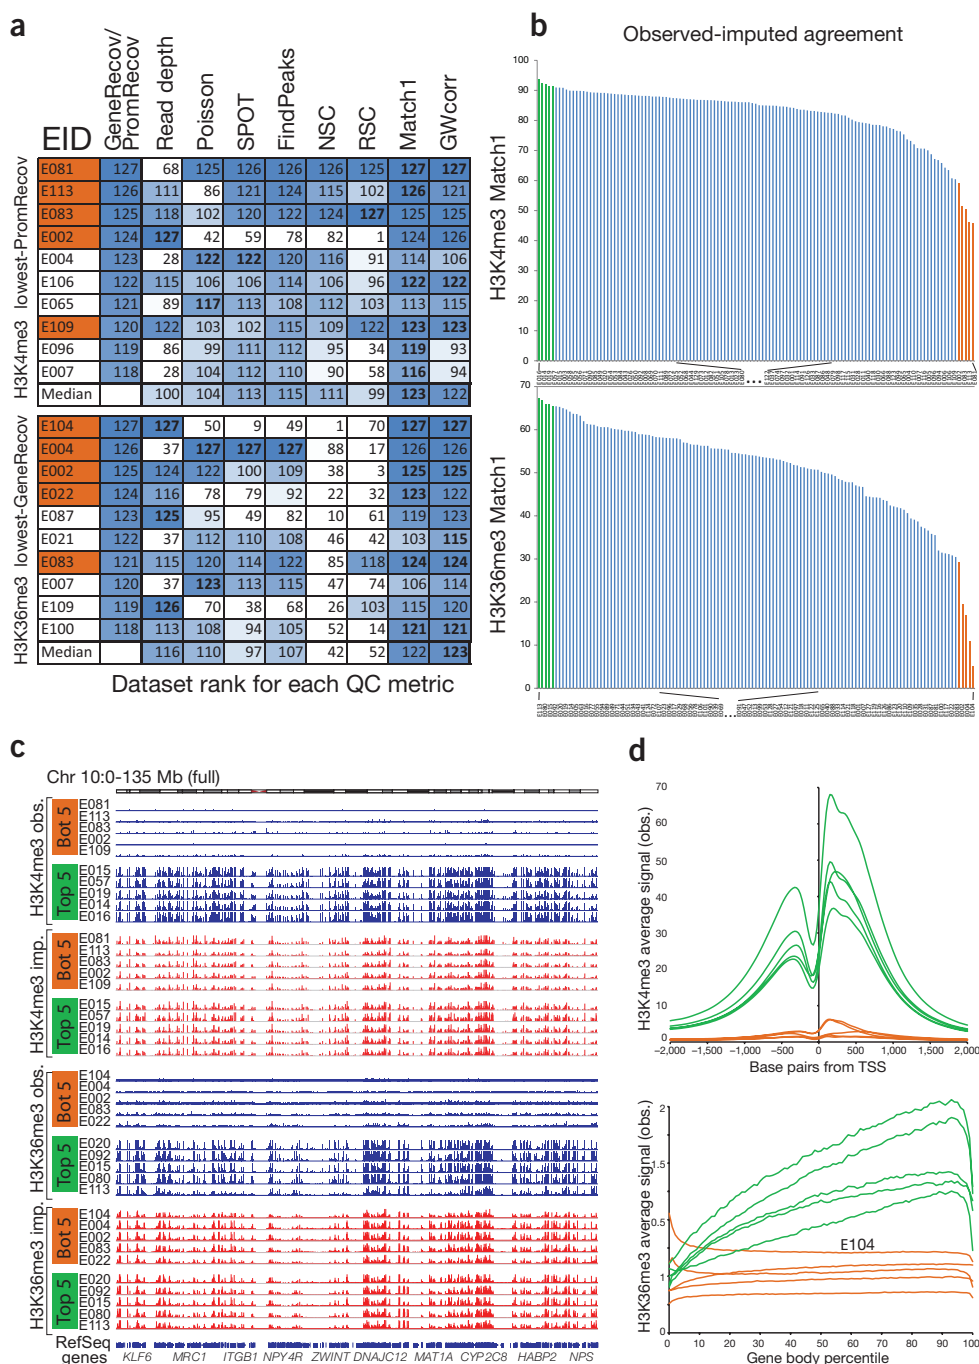 a
EID GeneRecov/PromRecov Read depth Poisson SPOT FindPeaks NSC RSC Match1 GWcorr
H3K4me3 lowest-PromRecov
E081 127 68 125 126 126 126 125 127 127
E113 126 111 86 121 124 115 102 126 121
E083 125 118 102 120 122 124 127 125 125
E002 124 127 42 59 78 82 1 124 126
E004 123 28 122 122 120 116 91 114 106
E106 122 115 106 106 114 106 96 122 122
E065 121 89 117 113 108 112 103 113 115
E109 120 122 103 102 115 109 122 123 123
E096 119 86 99 111 112 95 34 119 93
E007 118 28 104 112 110 90 58 116 94
Median 100 104 113 115 111 99 123 122
H3K36me3 lowest-GeneRecov
E104 127 127 50 9 49 1 70 127 127
E004 126 37 127 127 127 88 17 126 126
E002 125 124 122 100 109 38 3 125 125
E022 124 116 78 79 92 22 32 123 122
E087 123 125 95 49 82 10 61 119 123
E021 122 37 112 110 108 46 42 103 115
E083 121 115 120 114 122 85 118 124 124
E007 120 37 123 113 115 47 74 106 114
E109 119 126 70 38 68 26 103 115 120
E100 118 113 108 94 105 52 14 121 121
Median 116 110 97 107 42 52 122 123
Dataset rank for each QC metric
b
Observed-imputed agreement
H3K4me3 Match1
100
90
80
70
60
50
40
30
20
10
0
...
H3K36me3 Match1
70
60
50
40
30
20
10
0
...
c
Chr 10:0-135 Mb (full)
H3K4me3 obs.
Bot 5
E081
E113
E083
E002
E109
Top 5
E015
E057
E019
E014
E016
H3K4me3 imp.
Bot 5
E081
E113
E083
E002
E109
Top 5
E015
E057
E019
E014
E016
H3K36me3 obs.
Bot 5
E104
E004
E002
E083
E022
Top 5
E020
E092
E015
E080
E113
H3K36me3 imp.
Bot 5
E104
E004
E002
E083
E022
Top 5
E020
E092
E015
E080
E113
RefSeq genes
KLF6 MRC1 ITGB1 NPY4R ZWINT DNAJC12 MAT1A CYP2C8 HABP2 NPS
d
H3K4me3 average signal (obs.)
70
60
50
40
30
20
10
0
−2,000 −1,500 −1,000 −500 0 500 1,000 1,500 2,000
Base pairs from TSS
H3K36me3 average signal (obs.)
2
1.5
0.5
1
0
E104
0 10 20 30 40 50 60 70 80 90 100
Gene body percentile